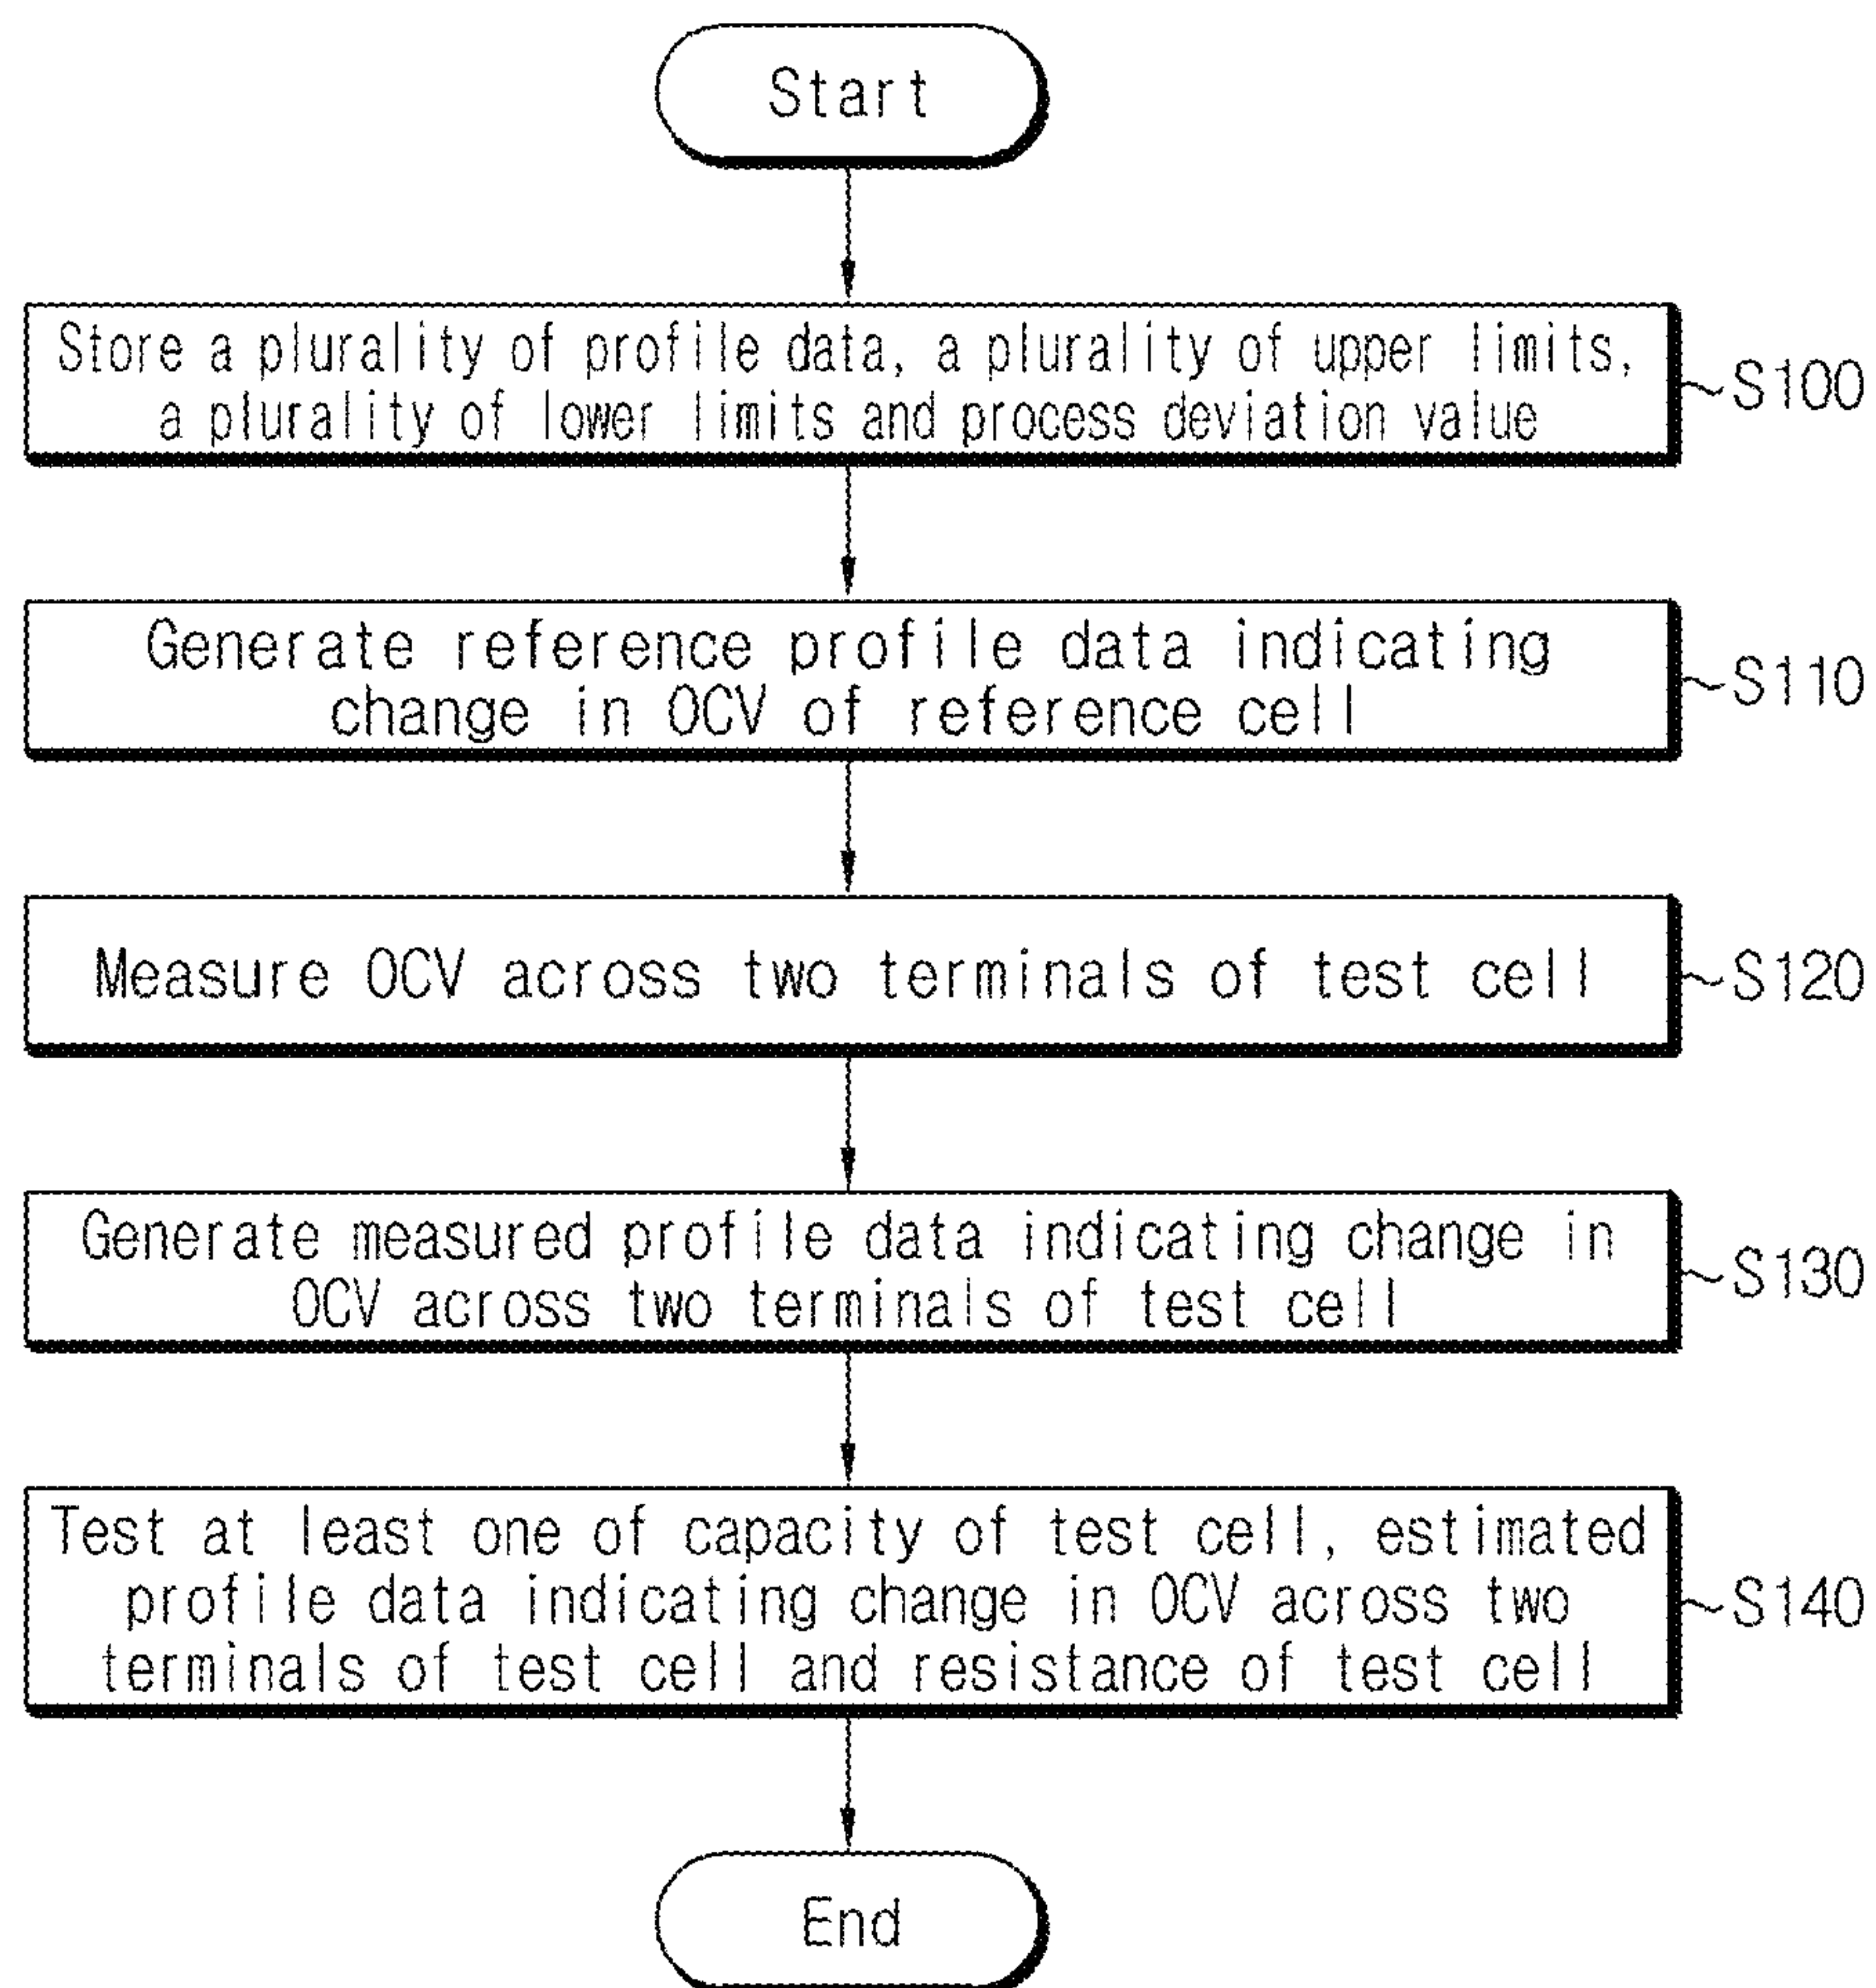 Start
Store a plurality of profile data, a plurality of upper limits,
a plurality of lower limits and process deviation value
S100
Generate reference profile data indicating
change in OCV of reference cell
S110
Measure OCV across two terminals of test cell
S120
Generate measured profile data indicating change in
OCV across two terminals of test cell
S130
Test at least one of capacity of test cell, estimated
profile data indicating change in OCV across two
terminals of test cell and resistance of test cell
S140
End